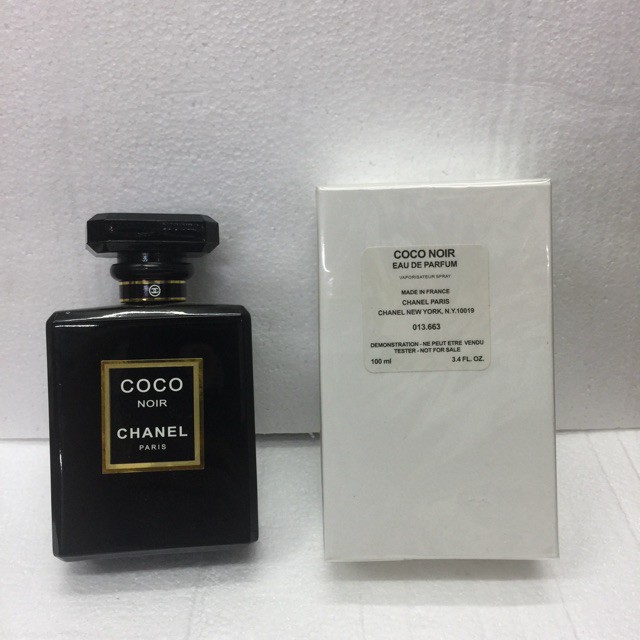 COCO
NOIR
CHANEL
PARIS
COCO NOIR
EAU DE PARFUM
VAPORISATEUR SPRAY
MADE IN FRANCE
CHANEL PARIS
CHANEL NEW YORK, N.Y.10019
013.663
DEMONSTRATION - NE PEUT ETRE VENDU
TESTER - NOT FOR SALE
100 ml 3.4 FL. OZ.